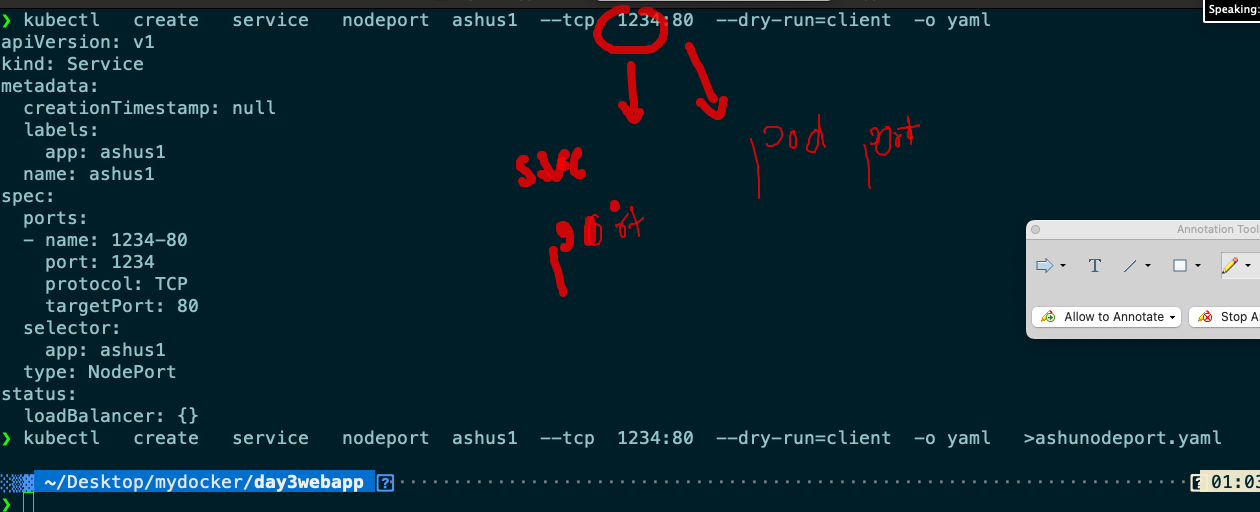 Speaking:
❯ kubectl   create   service   nodeport   ashus1   --tcp   1234:80   --dry-run=client   -o yaml
apiVersion: v1
kind: Service
metadata:
  creationTimestamp: null
  labels:
    app: ashus1
  name: ashus1
spec:
  ports:
  - name: 1234-80
    port: 1234
    protocol: TCP
    targetPort: 80
  selector:
    app: ashus1
  type: NodePort
status:
  loadBalancer: {}
❯ kubectl   create   service   nodeport   ashus1   --tcp   1234:80   --dry-run=client   -o yaml   >ashunodeport.yaml
~/Desktop/mydocker/day3webapp
01:03
❯
svc
port
pod port
Annotation Tool
T
Allow to Annotate
Stop A